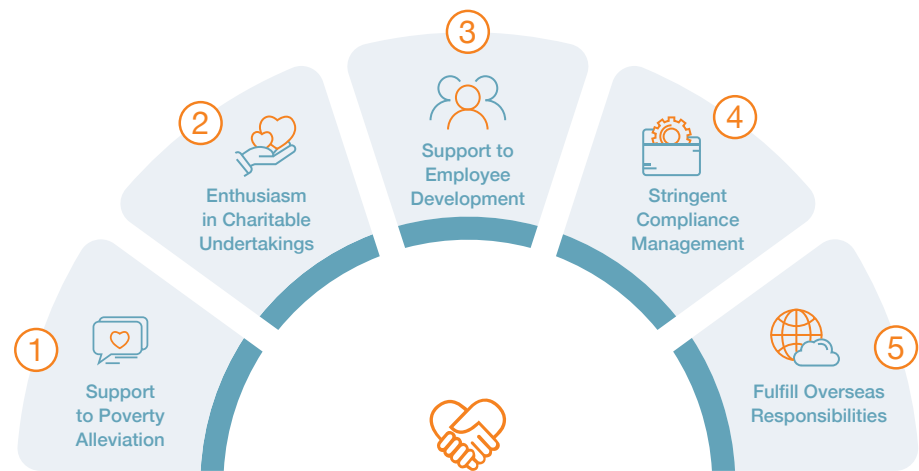 1
Support
to Poverty
Alleviation
2
Enthusiasm
in Charitable
Undertakings
3
Support to
Employee
Development
4
Stringent
Compliance
Management
5
Fulfill Overseas
Responsibilities